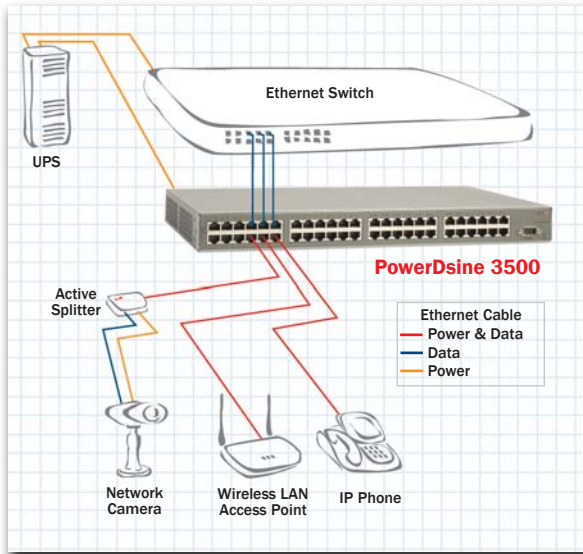 Ethernet Switch
UPS
PowerDsine 3500
Active
Splitter
Ethernet Cable
Power & Data
Data
Power
Network
Camera
Wireless LAN
Access Point
IP Phone